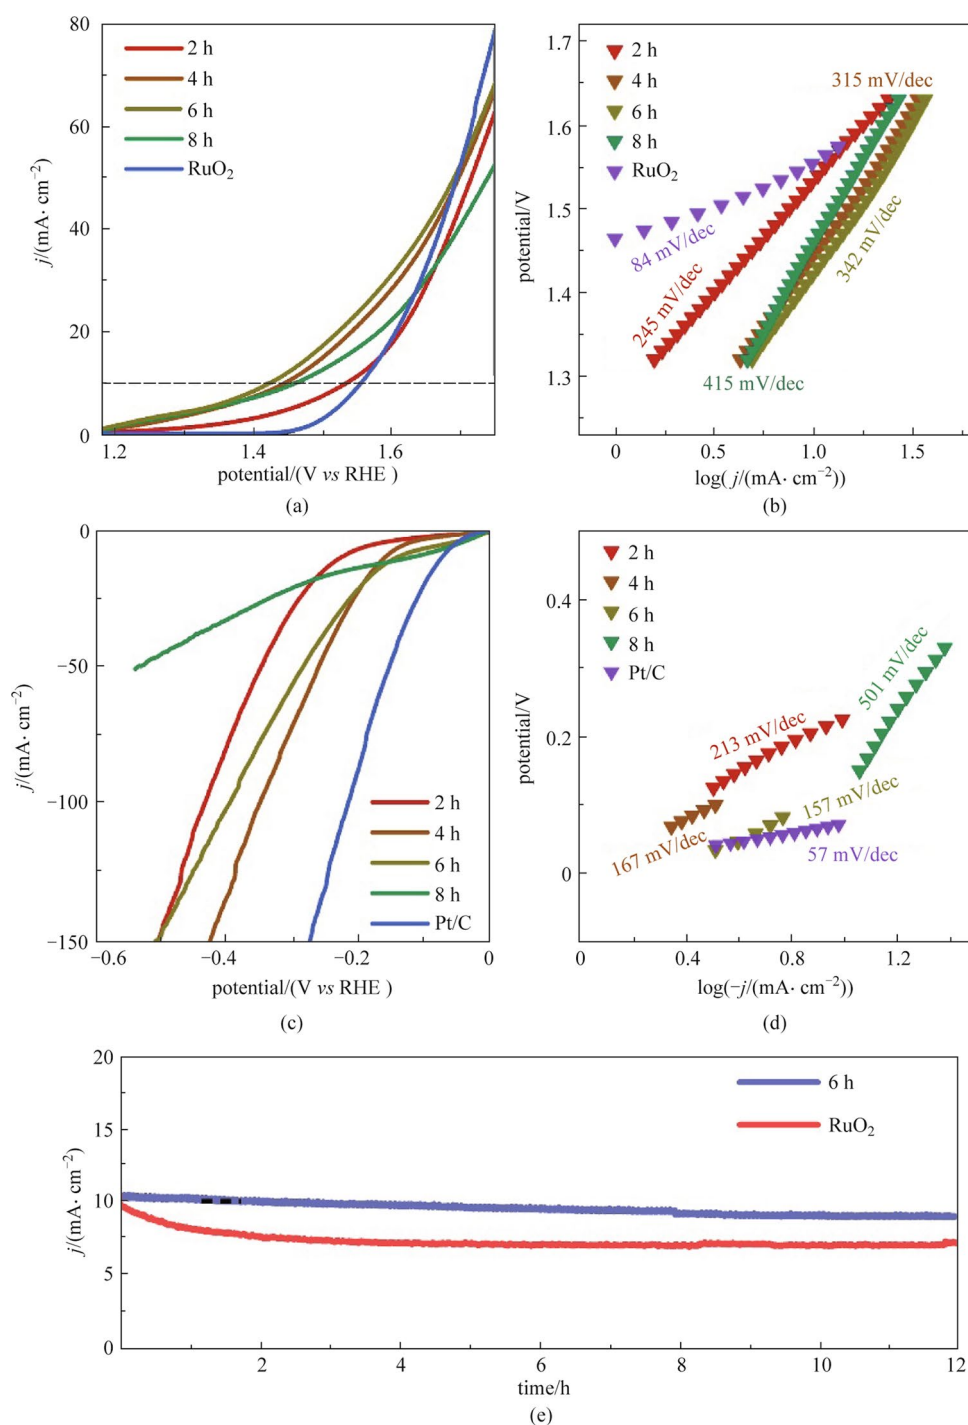 80
60
40
20
0
j/(mA· cm⁻²)
2 h
4 h
6 h
8 h
RuO₂
1.2
1.4
1.6
potential/(V vs RHE )
(a)
1.7
1.6
1.5
1.4
1.3
potential/V
2 h
4 h
6 h
8 h
RuO₂
315 mV/dec
84 mV/dec
245 mV/dec
342 mV/dec
415 mV/dec
0
0.5
1.0
1.5
log( j/(mA· cm⁻²))
(b)
0
−50
−100
−150
j/(mA· cm⁻²)
2 h
4 h
6 h
8 h
Pt/C
−0.6
−0.4
−0.2
0
potential/(V vs RHE )
(c)
0.4
0.2
0
potential/V
2 h
4 h
6 h
8 h
Pt/C
501 mV/dec
213 mV/dec
157 mV/dec
167 mV/dec
57 mV/dec
0
0.4
0.8
1.2
log(−j/(mA· cm⁻²))
(d)
20
15
10
5
0
j/(mA· cm⁻²)
6 h
RuO₂
2
4
6
8
10
12
time/h
(e)